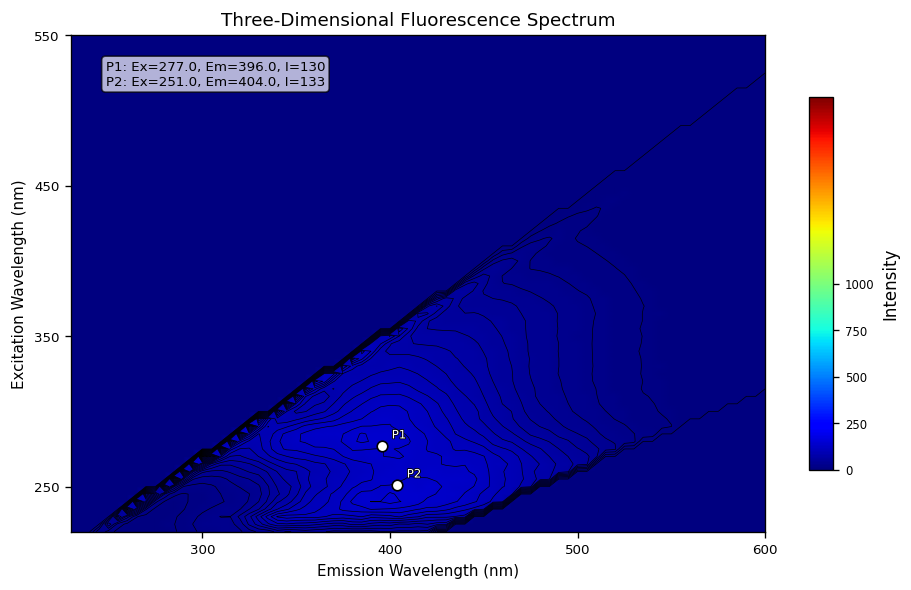 Three-Dimensional Fluorescence Spectrum
550
450
350
250
Excitation Wavelength (nm)
P1: Ex=277.0, Em=396.0, I=130
P2: Ex=251.0, Em=404.0, I=133
P1
P2
300
400
500
600
Emission Wavelength (nm)
1000
750
500
250
0
Intensity